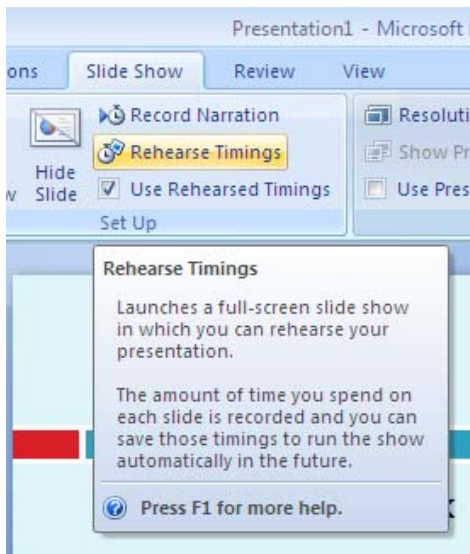 Presentation1 - Microsoft
ons Slide Show Review View
Record Narration
Rehearse Timings
Use Rehearsed Timings
Hide
Slide
Set Up
Resoluti
Show Pr
Use Pres
Rehearse Timings
Launches a full-screen slide show
in which you can rehearse your
presentation.
The amount of time you spend on
each slide is recorded and you can
save those timings to run the show
automatically in the future.
Press F1 for more help.